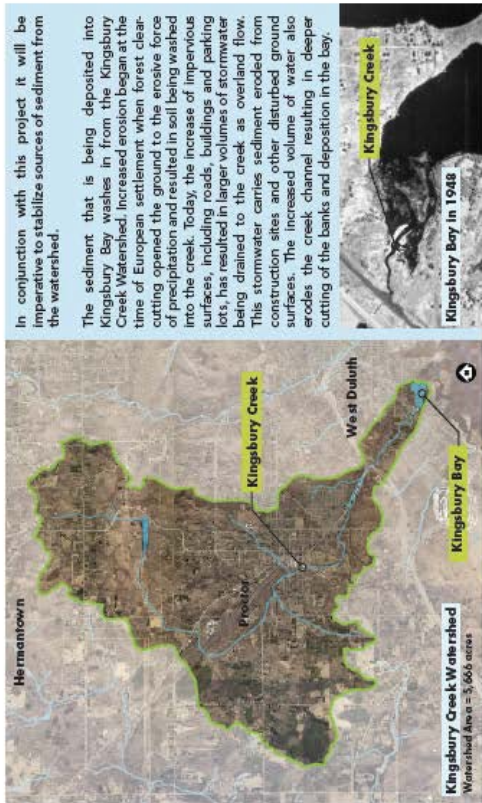 In conjunction with this project it will be
imperative to stabilize sources of sediment from
the watershed.
The sediment that is being deposited into
Kingsbury Bay washes in from the Kingsbury
Creek Watershed. Increased erosion began at the
time of European settlement when forest clear-
cutting opened the ground to the erosive force
of precipitation and resulted in soil being washed
into the creek. Today, the increase of impervious
surfaces, including roads, buildings and parking
lots, has resulted in larger volumes of stormwater
being drained to the creek as overland flow.
This stormwater carries sediment eroded from
construction sites and other disturbed ground
surfaces. The increased volume of water also
erodes the creek channel resulting in deeper
cutting of the banks and deposition in the bay.
Kingsbury Creek
Kingsbury Bay in 1948
Hermantown
Proctor
Kingsbury Creek
West Duluth
Kingsbury Bay
Kingsbury Creek Watershed
Watershed Area = 5,666 acres